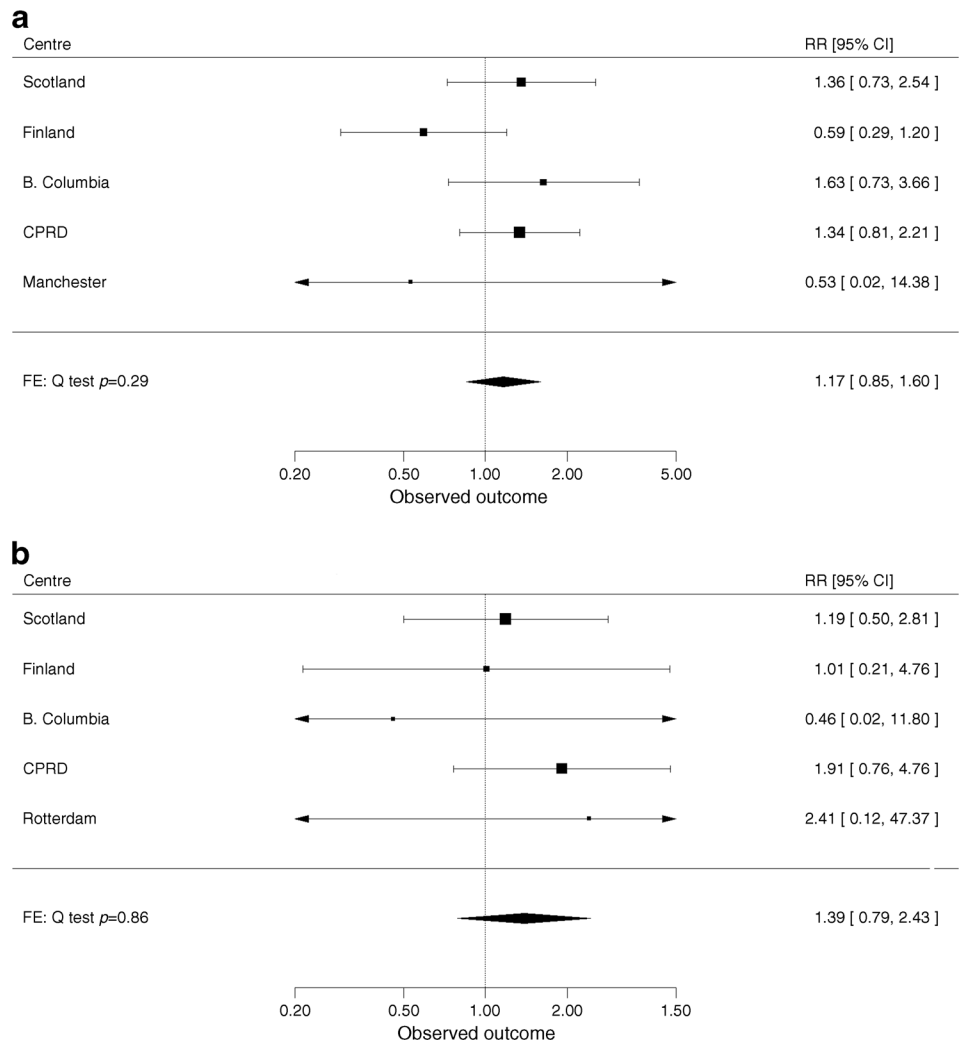 a
Centre RR [95% CI]
Scotland 1.36 [ 0.73, 2.54 ]
Finland 0.59 [ 0.29, 1.20 ]
B. Columbia 1.63 [ 0.73, 3.66 ]
CPRD 1.34 [ 0.81, 2.21 ]
Manchester 0.53 [ 0.02, 14.38 ]
FE: Q test p=0.29 1.17 [ 0.85, 1.60 ]
0.20 0.50 1.00 2.00 5.00
Observed outcome
b
Centre RR [95% CI]
Scotland 1.19 [ 0.50, 2.81 ]
Finland 1.01 [ 0.21, 4.76 ]
B. Columbia 0.46 [ 0.02, 11.80 ]
CPRD 1.91 [ 0.76, 4.76 ]
Rotterdam 2.41 [ 0.12, 47.37 ]
FE: Q test p=0.86 1.39 [ 0.79, 2.43 ]
0.20 0.50 1.00 2.00 1.50
Observed outcome